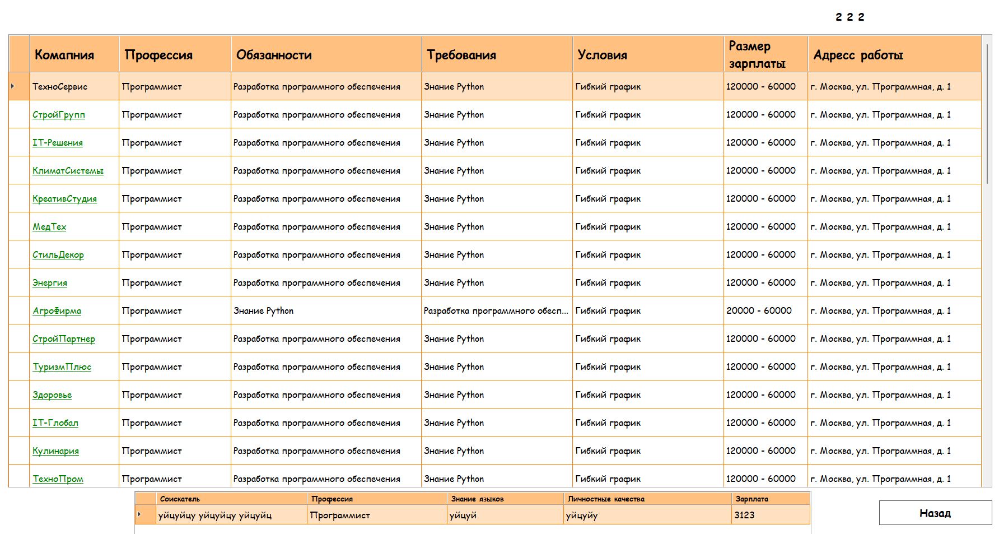 2 2 2
Комапния Профессия Обязанности Требования Условия Размер зарплаты Адресс работы
ТехноСервис Программист Разработка программного обеспечения Знание Python Гибкий график 120000 - 60000 г. Москва, ул. Программная, д. 1
СтройГрупп Программист Разработка программного обеспечения Знание Python Гибкий график 120000 - 60000 г. Москва, ул. Программная, д. 1
IT-Решения Программист Разработка программного обеспечения Знание Python Гибкий график 120000 - 60000 г. Москва, ул. Программная, д. 1
КлиматСистемы Программист Разработка программного обеспечения Знание Python Гибкий график 120000 - 60000 г. Москва, ул. Программная, д. 1
КреативСтудия Программист Разработка программного обеспечения Знание Python Гибкий график 120000 - 60000 г. Москва, ул. Программная, д. 1
МедТех Программист Разработка программного обеспечения Знание Python Гибкий график 120000 - 60000 г. Москва, ул. Программная, д. 1
СтильДекор Программист Разработка программного обеспечения Знание Python Гибкий график 120000 - 60000 г. Москва, ул. Программная, д. 1
Энергия Программист Разработка программного обеспечения Знание Python Гибкий график 120000 - 60000 г. Москва, ул. Программная, д. 1
АгроФирма Программист Знание Python Разработка программного обесп... Гибкий график 20000 - 60000 г. Москва, ул. Программная, д. 1
СтройПартнер Программист Разработка программного обеспечения Знание Python Гибкий график 120000 - 60000 г. Москва, ул. Программная, д. 1
ТуризмПлюс Программист Разработка программного обеспечения Знание Python Гибкий график 120000 - 60000 г. Москва, ул. Программная, д. 1
Здоровье Программист Разработка программного обеспечения Знание Python Гибкий график 120000 - 60000 г. Москва, ул. Программная, д. 1
IT-Глобал Программист Разработка программного обеспечения Знание Python Гибкий график 120000 - 60000 г. Москва, ул. Программная, д. 1
Кулинария Программист Разработка программного обеспечения Знание Python Гибкий график 120000 - 60000 г. Москва, ул. Программная, д. 1
ТехноПром Программист Разработка программного обеспечения Знание Python Гибкий график 120000 - 60000 г. Москва, ул. Программная, д. 1
Соискатель Профессия Знание языков Личностные качества Зарплата
уйцуйцу уйцуйцу уйцуйц Программист уйцуй уйцуйу 3123
Назад